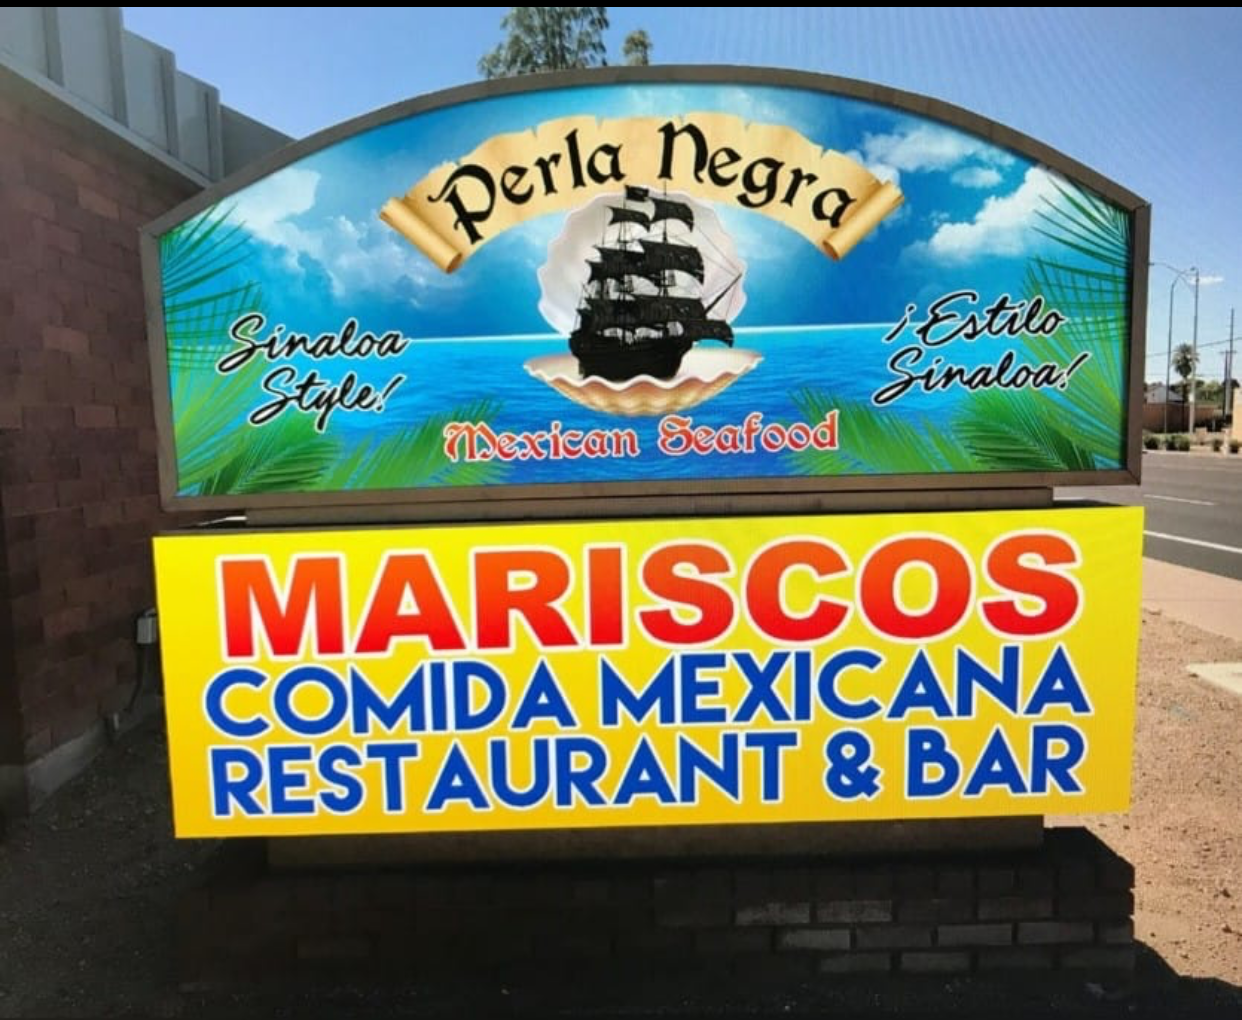 Perla Negra
Sinaloa
Style!
¡Estilo
Sinaloa!
Mexican Seafood
MARISCOS
COMIDA MEXICANA
RESTAURANT & BAR